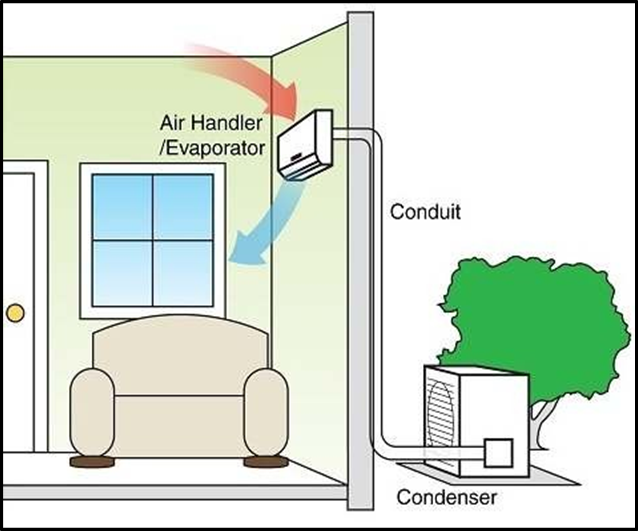 Air Handler
/Evaporator
Conduit
Condenser